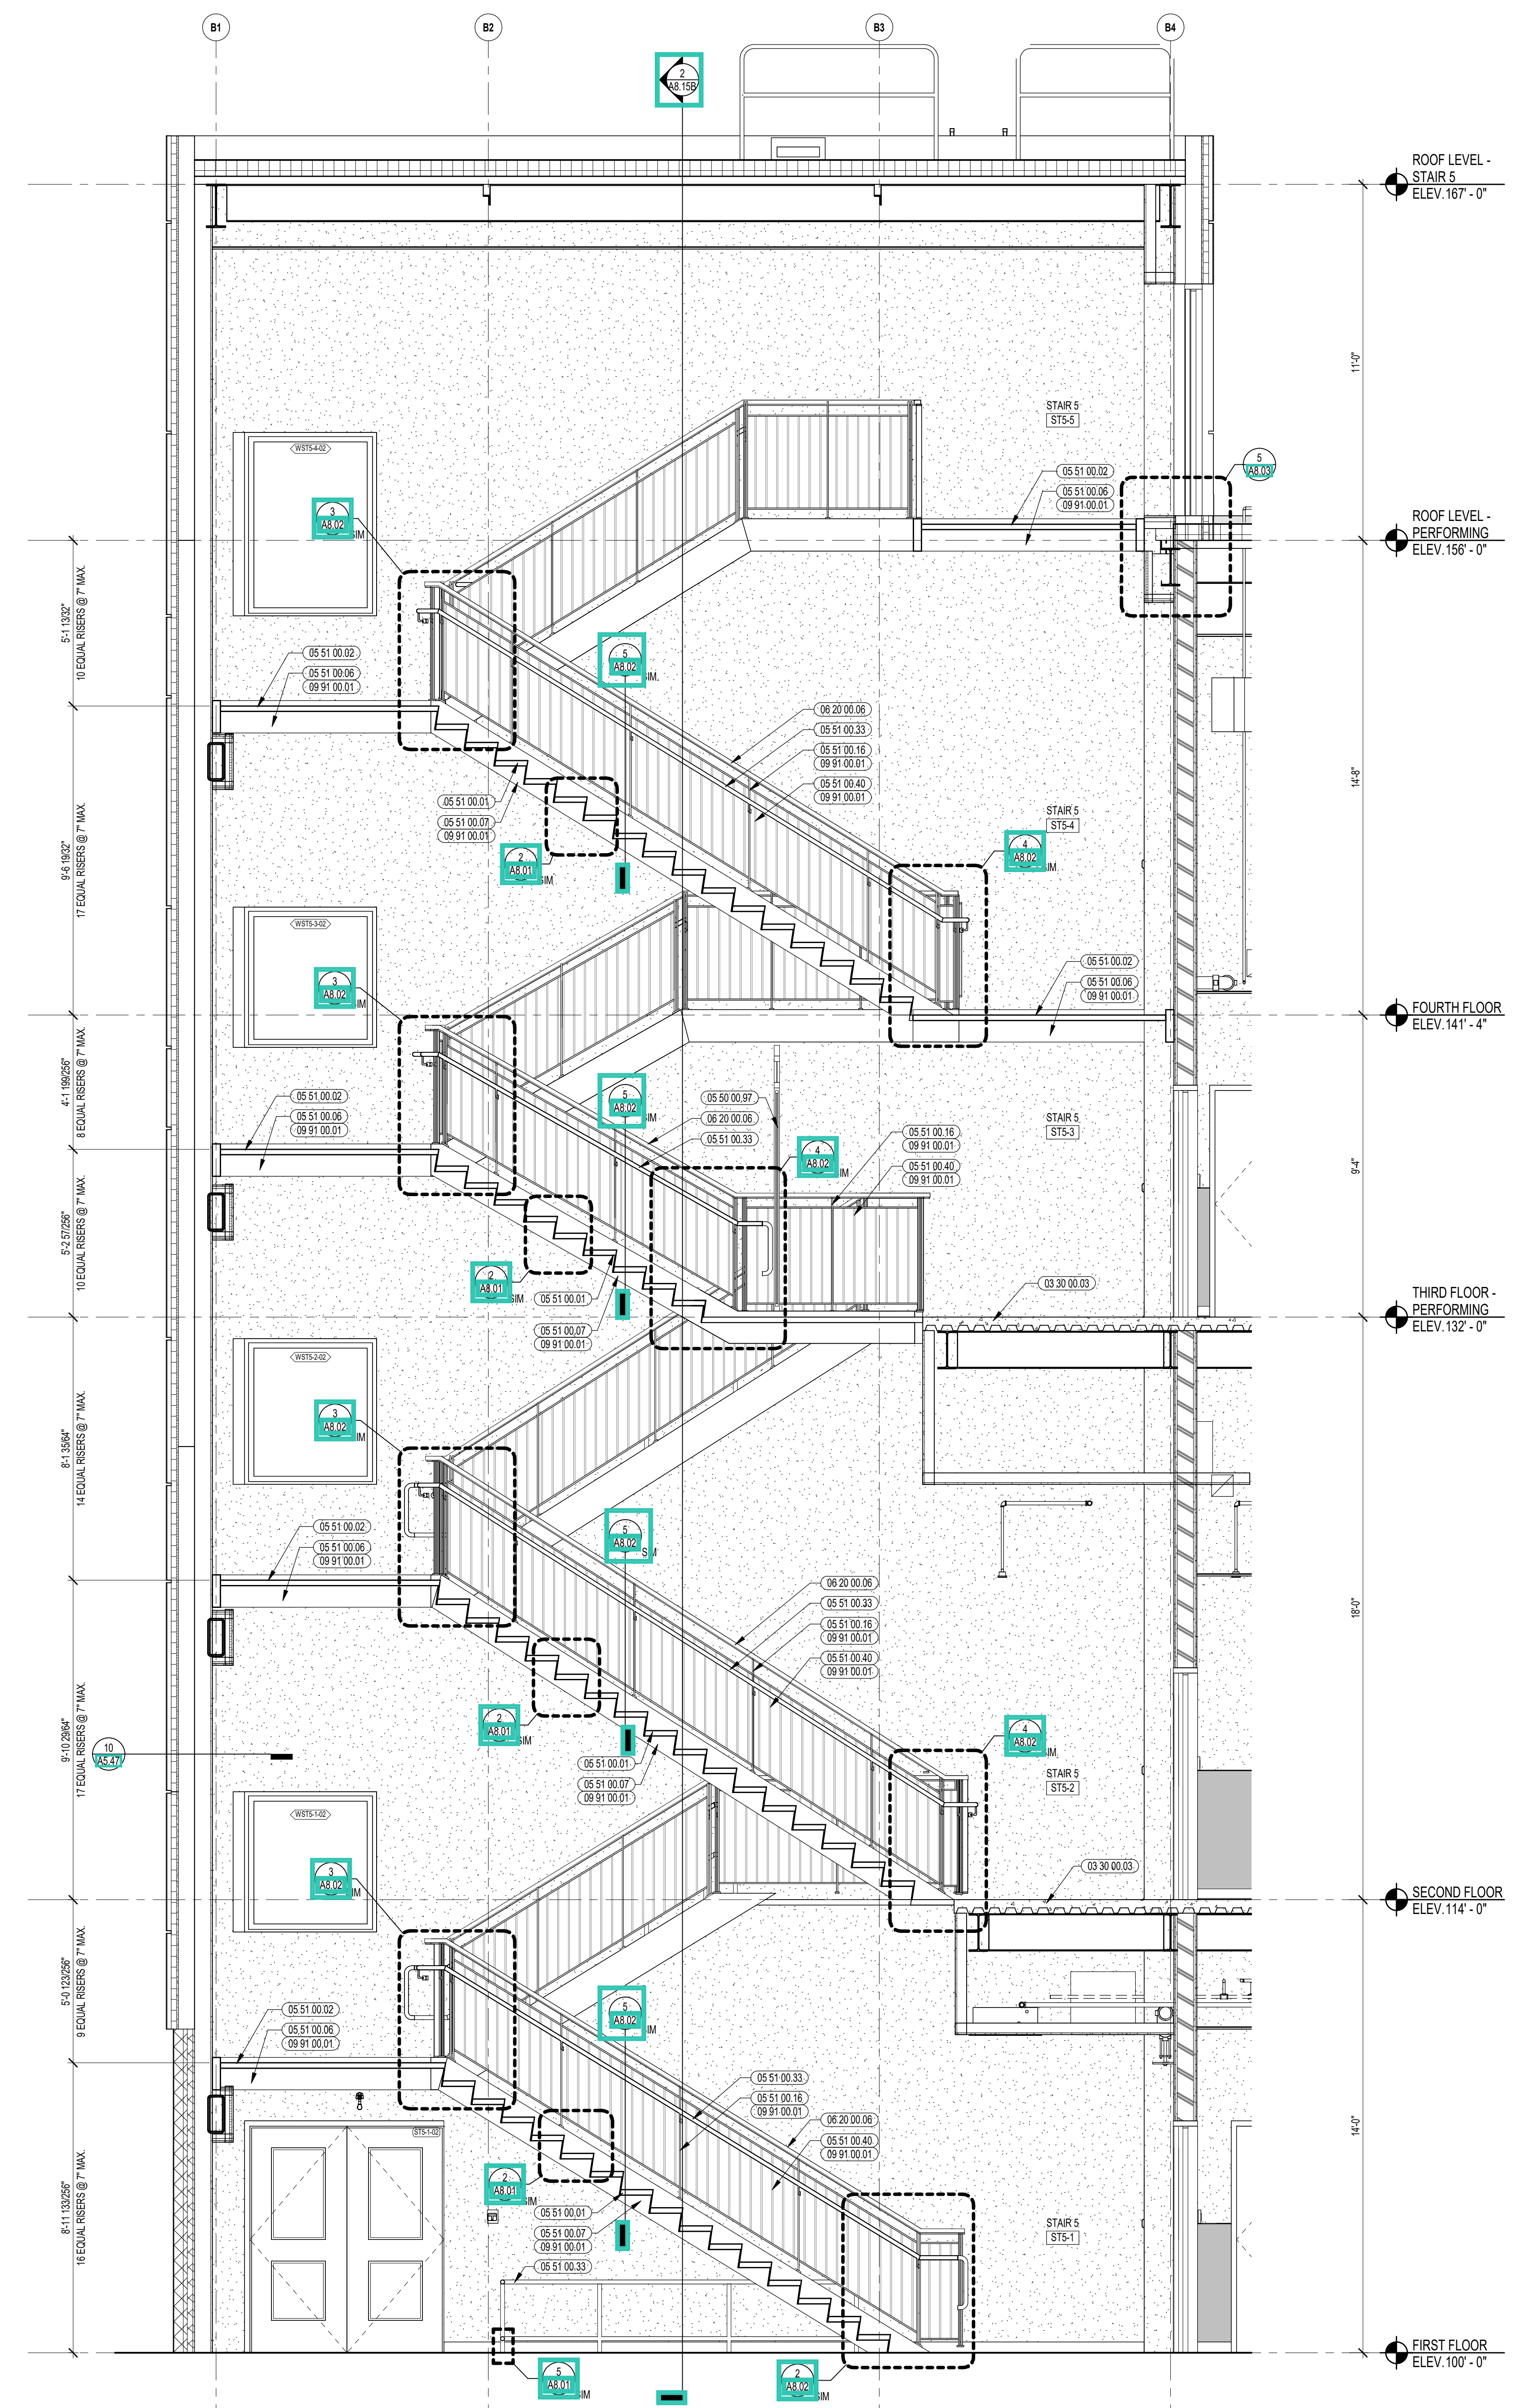 B1
B2
B3
B4
2
A8.15B
ROOF LEVEL -
STAIR 5
ELEV.167' - 0"
11'-0"
STAIR 5
ST5-5
WST5-4-02
05 51 00.02
05 51 00.06
09 91 00.01
5
A8.03
3
A8.02
SIM
ROOF LEVEL -
PERFORMING
ELEV.156' - 0"
5'-1 13/32"
10 EQUAL RISERS @ 7" MAX.
05 51 00.02
05 51 00.06
09 91 00.01
5
A8.02
SIM.
06 20 00.06
05 51 00.33
05 51 00.16
09 91 00.01
05 51 00.40
09 91 00.01
14'-8"
05 51 00.01
05 51 00.07
09 91 00.01
STAIR 5
ST5-4
2
A8.01
SIM
4
A8.02
SIM.
9'-6 19/32"
17 EQUAL RISERS @ 7" MAX.
WST5-3-02
3
A8.02
SIM
05 51 00.02
05 51 00.06
09 91 00.01
FOURTH FLOOR
ELEV.141' - 4"
4'-1 199/256"
8 EQUAL RISERS @ 7" MAX.
05 51 00.02
05 51 00.06
09 91 00.01
5
A8.02
SIM
05 50 00.97
06 20 00.06
05 51 00.33
4
A8.02
SIM
05 51 00.16
09 91 00.01
05 51 00.40
09 91 00.01
STAIR 5
ST5-3
9'-4"
5'-2 57/256"
10 EQUAL RISERS @ 7" MAX.
2
A8.01
SIM
05 51 00.01
05 51 00.07
09 91 00.01
03 30 00.03
THIRD FLOOR -
PERFORMING
ELEV.132' - 0"
WST5-2-02
3
A8.02
SIM
8'-1 35/64"
14 EQUAL RISERS @ 7" MAX.
05 51 00.02
05 51 00.06
09 91 00.01
5
A8.02
SIM
06 20 00.06
05 51 00.33
05 51 00.16
09 91 00.01
05 51 00.40
09 91 00.01
18'-0"
9'-10 29/64"
17 EQUAL RISERS @ 7" MAX.
10
A5.47
2
A8.01
SIM
05 51 00.01
05 51 00.07
09 91 00.01
4
A8.02
SIM.
STAIR 5
ST5-2
WST5-1-02
3
A8.02
SIM
03 30 00.03
SECOND FLOOR
ELEV.114' - 0"
5'-0 123/256"
9 EQUAL RISERS @ 7" MAX.
05 51 00.02
05 51 00.06
09 91 00.01
5
A8.02
SIM
05 51 00.33
05 51 00.16
09 91 00.01
06 20 00.06
05 51 00.40
09 91 00.01
14'-0"
ST5-1-02
8'-11 133/256"
16 EQUAL RISERS @ 7" MAX.
2
A8.01
SIM
05 51 00.01
05 51 00.07
09 91 00.01
05 51 00.33
STAIR 5
ST5-1
FIRST FLOOR
ELEV.100' - 0"
5
A8.01
SIM
2
A8.02
SIM